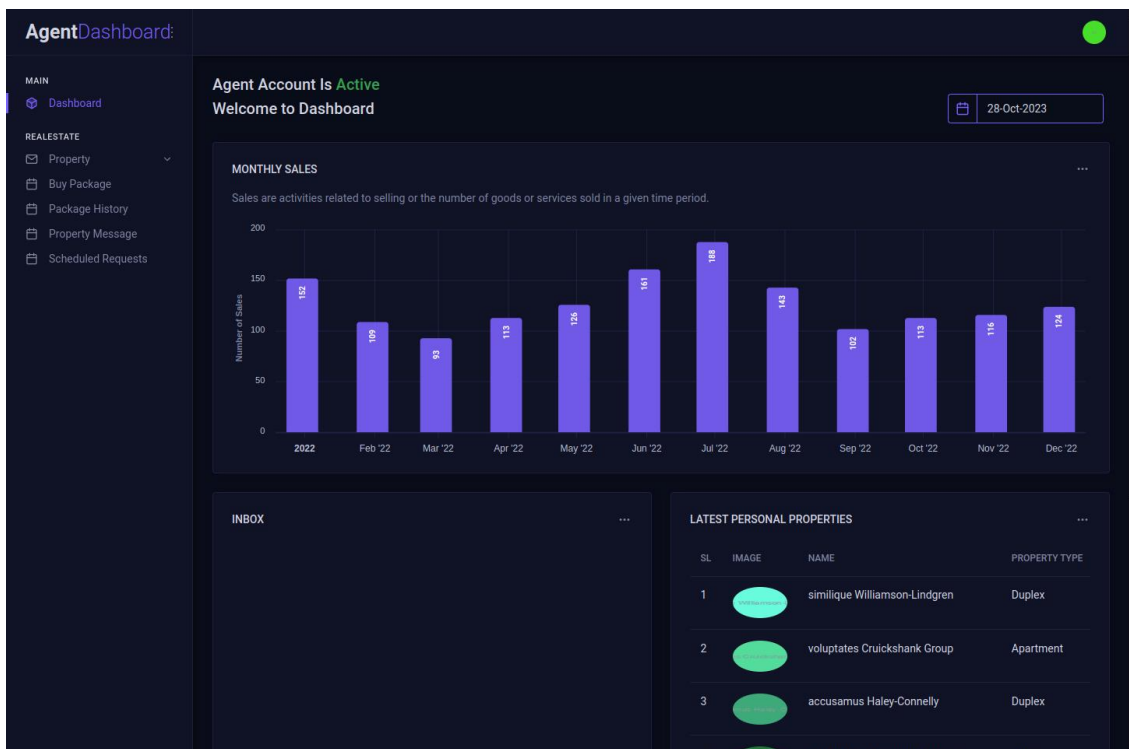 AgentDashboard:
MAIN
Dashboard
REALESTATE
Property
Buy Package
Package History
Property Message
Scheduled Requests
Agent Account Is Active
Welcome to Dashboard
28-Oct-2023
MONTHLY SALES
Sales are activities related to selling or the number of goods or services sold in a given time period.
Number of Sales
200
150
100
50
0
152
109
93
113
126
161
188
143
102
113
116
124
2022 Feb '22 Mar '22 Apr '22 May '22 Jun '22 Jul '22 Aug '22 Sep '22 Oct '22 Nov '22 Dec '22
INBOX
LATEST PERSONAL PROPERTIES
SL IMAGE NAME PROPERTY TYPE
1 similique Williamson-Lindgren Duplex
2 voluptates Cruickshank Group Apartment
3 accusamus Haley-Connelly Duplex